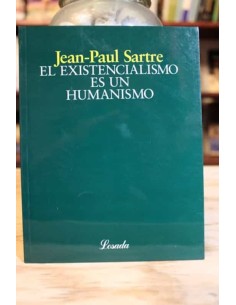 Jean-Paul Sartre
EL EXISTENCIALISMO
ES UN
HUMANISMO
Losada